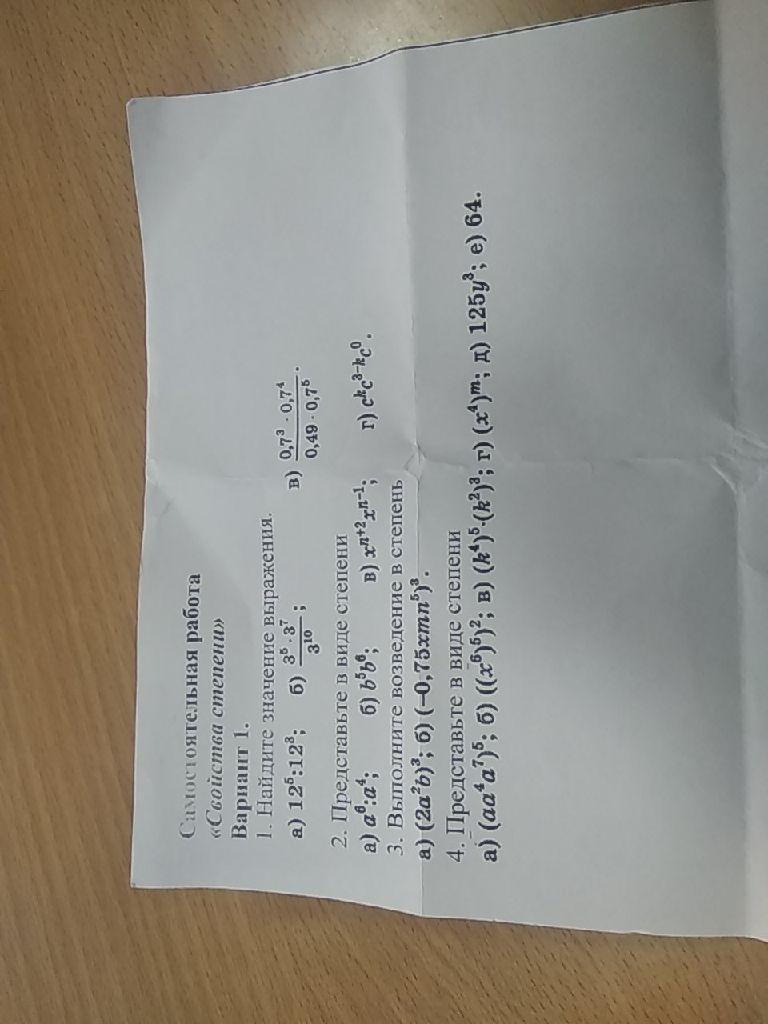 Самостоятельная работа
«Свойства степени»
Вариант 1.
1. Найдите значение выражения.
а) 12⁵:12³; б) (3⁵ · 3⁷)/3¹⁰; в) (0,7³ · 0,7⁴)/(0,49 · 0,7⁵).
2. Представьте в виде степени
а) a⁶:a⁴; б) b⁵b⁶; в) xⁿ⁺²xⁿ⁻¹; г) cᵏc³⁻ᵏc⁰.
3. Выполните возведение в степень
а) (2a²b)³; б) (−0,75xmn⁵)³.
4. Представьте в виде степени
а) (aa⁴a⁷)⁵; б) ((x⁶)⁵)²; в) (k⁴)⁵·(k²)³; г) (x⁴)ᵐ; д) 125y³; е) 64.